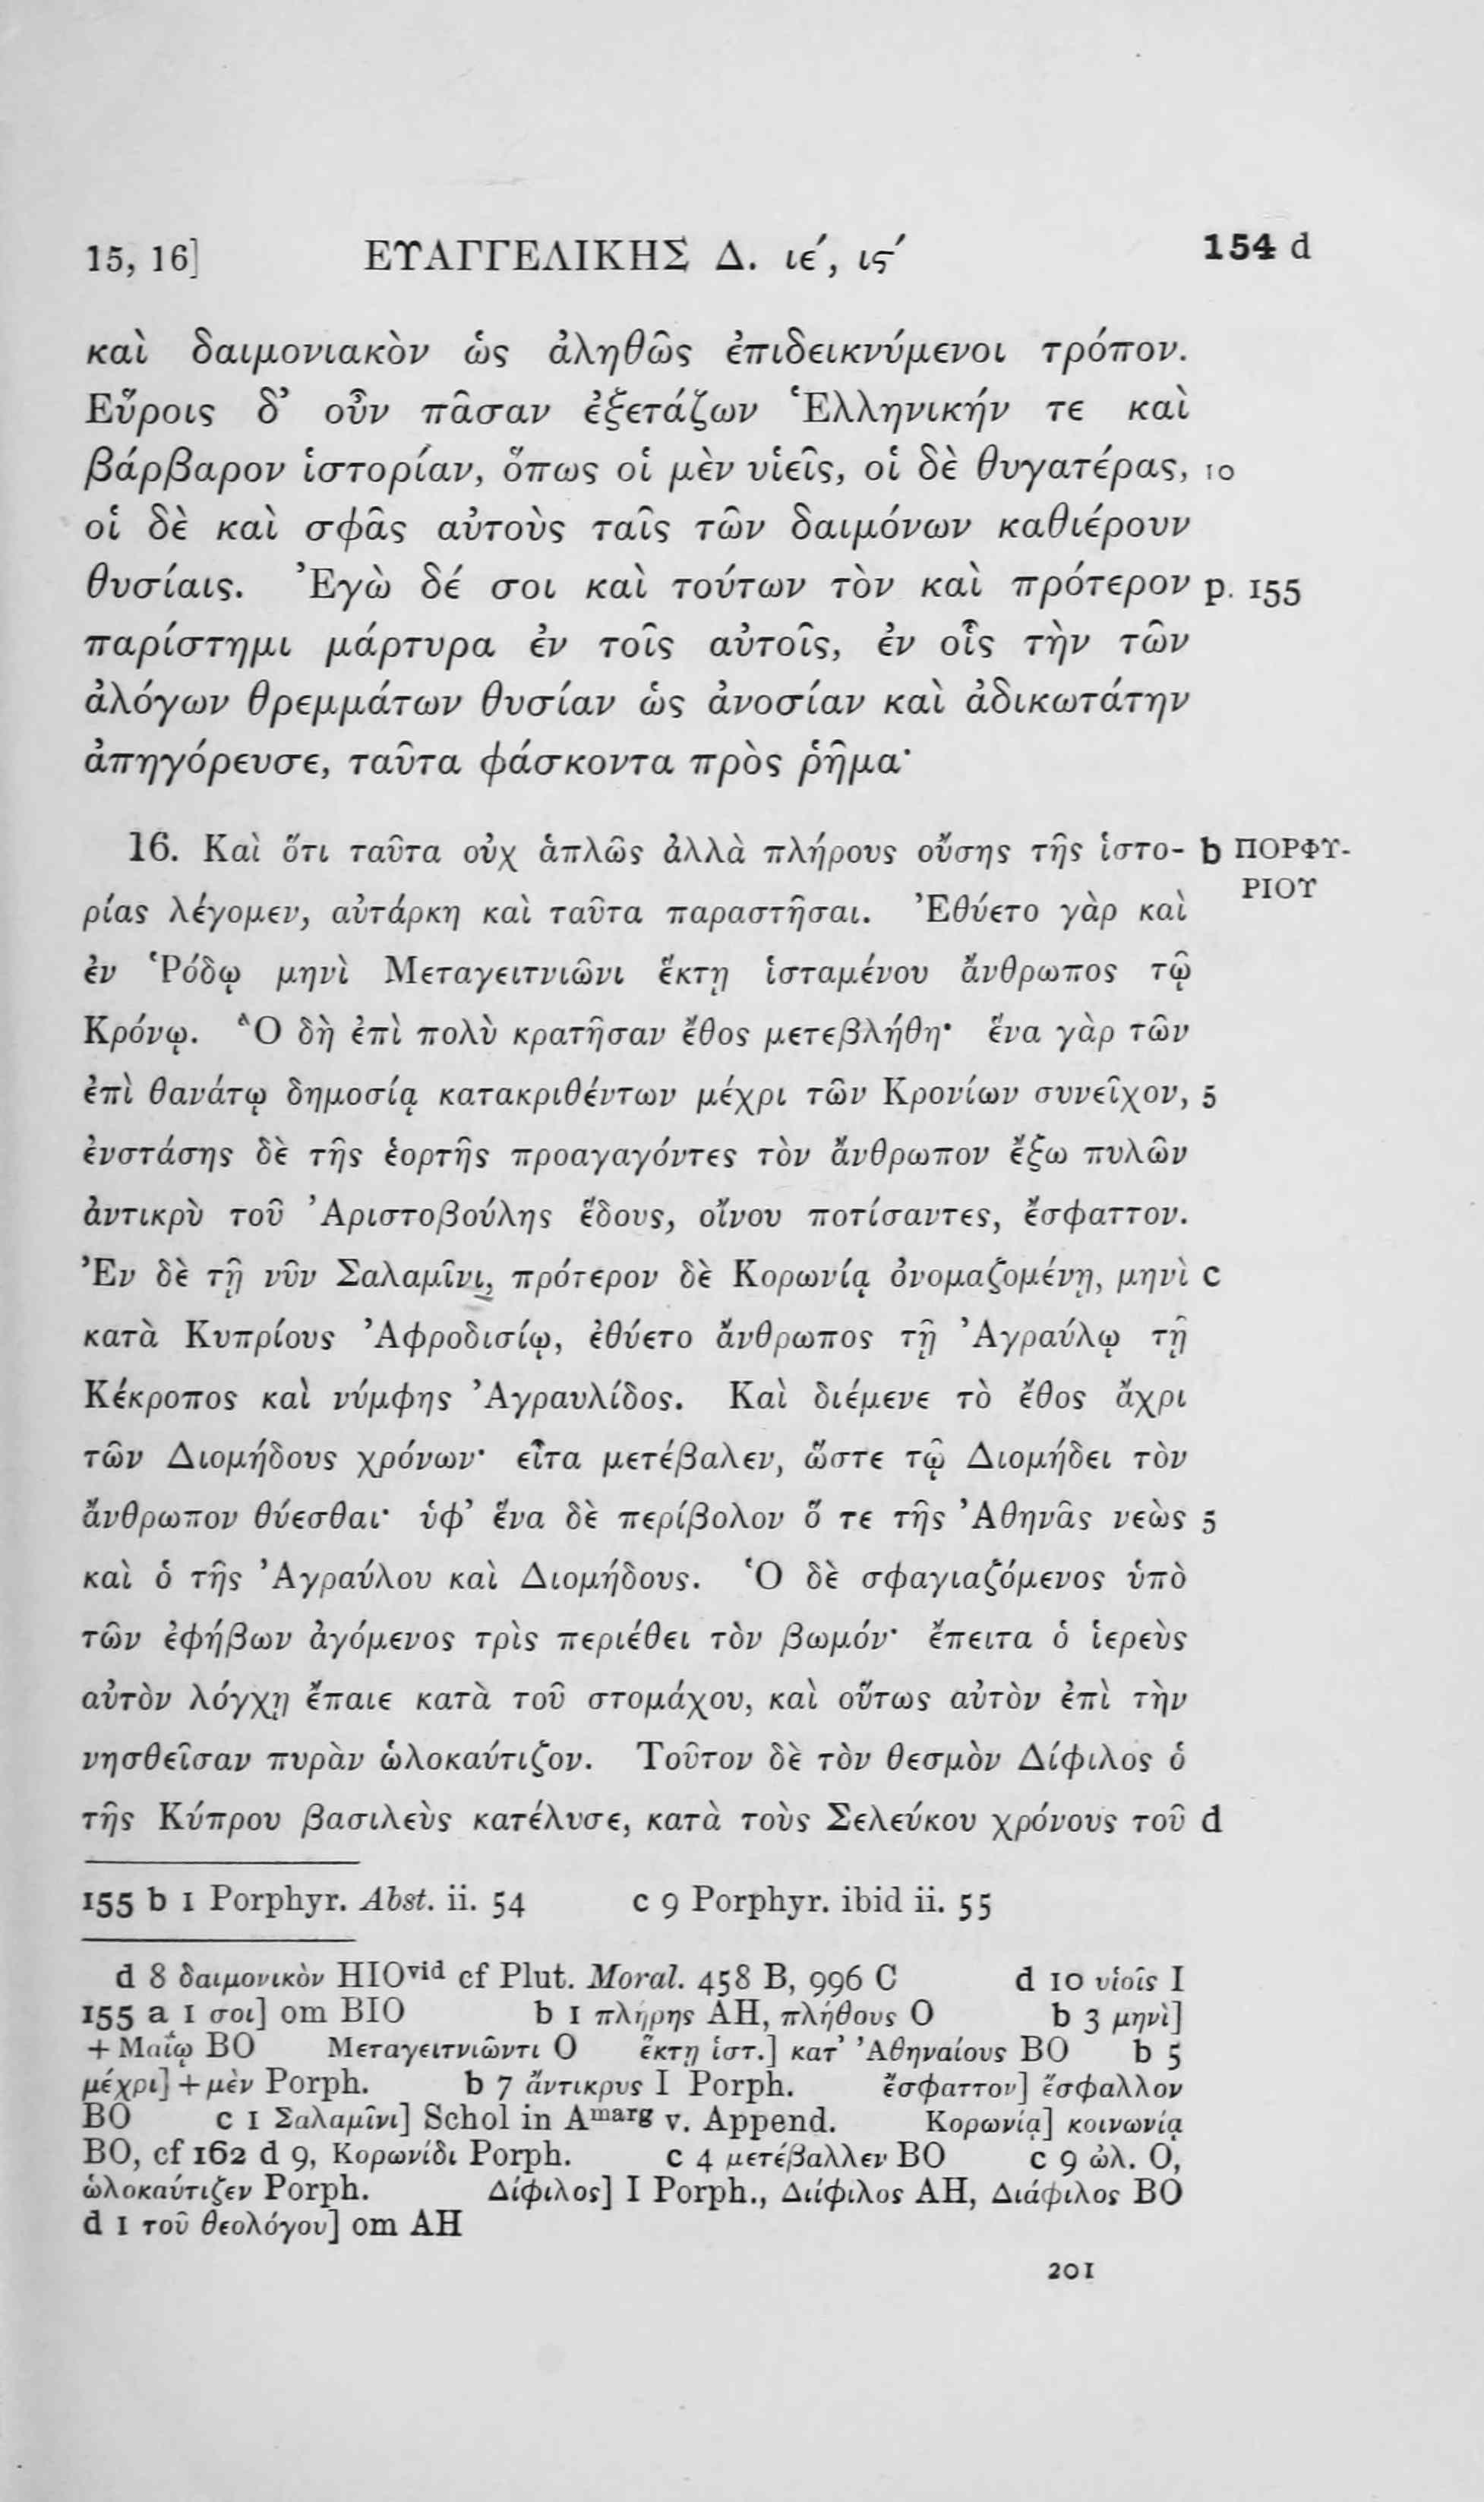 15, 16] ΕΥΑΓΓΕΛΙΚΗΣ Δ. ιέ, ις´ 154 d
καὶ δαιμονιακὸν ὡς ἀληθῶς ἐπιδεικνύμενοι τρόπον.
Εὕροις δ’ οὖν πᾶσαν ἐξετάζων Ἑλληνικήν τε καὶ
βάρβαρον ἱστορίαν, ὅπως οἱ μὲν υἱεῖς, οἱ δὲ θυγατέρας, 10
οἱ δὲ καὶ σφᾶς αὐτοὺς ταῖς τῶν δαιμόνων καθιέρουν
θυσίαις. Ἐγὼ δέ σοι καὶ τούτων τὸν καὶ πρότερον p. 155
παρίστημι μάρτυρα ἐν τοῖς αὐτοῖς, ἐν οἷς τὴν τῶν
ἀλόγων θρεμμάτων θυσίαν ὡς ἀνοσίαν καὶ ἀδικωτάτην
ἀπηγόρευσε, ταῦτα φάσκοντα πρὸς ῥῆμα·
16. Καὶ ὅτι ταῦτα οὐχ ἁπλῶς ἀλλὰ πλήρους οὔσης τῆς ἱστο- b ΠΟΡΦΥ-
ρίας λέγομεν, αὐτάρκη καὶ ταῦτα παραστῆσαι. Ἐθύετο γὰρ καὶ ΡΙΟΥ
ἐν Ῥόδῳ μηνὶ Μεταγειτνιῶνι ἕκτῃ ἱσταμένου ἄνθρωπος τῷ
Κρόνῳ. Ὃ δὴ ἐπὶ πολὺ κρατῆσαν ἔθος μετεβλήθη· ἕνα γὰρ τῶν
ἐπὶ θανάτῳ δημοσίᾳ κατακριθέντων μέχρι τῶν Κρονίων συνεῖχον, 5
ἐνστάσης δὲ τῆς ἑορτῆς προαγαγόντες τὸν ἄνθρωπον ἔξω πυλῶν
ἀντικρὺ τοῦ Ἀριστοβούλης ἕδους, οἴνου ποτίσαντες, ἔσφαττον.
Ἐν δὲ τῇ νῦν Σαλαμῖνι, πρότερον δὲ Κορωνίᾳ ὀνομαζομένῃ, μηνὶ c
κατὰ Κυπρίους Ἀφροδισίῳ, ἐθύετο ἄνθρωπος τῇ Ἀγραύλῳ τῇ
Κέκροπος καὶ νύμφης Ἀγραυλίδος. Καὶ διέμενε τὸ ἔθος ἄχρι
τῶν Διομήδους χρόνων· εἶτα μετέβαλεν, ὥστε τῷ Διομήδει τὸν
ἄνθρωπον θύεσθαι· ὑφ’ ἕνα δὲ περίβολον ὅ τε τῆς Ἀθηνᾶς νεὼς 5
καὶ ὁ τῆς Ἀγραύλου καὶ Διομήδους. Ὁ δὲ σφαγιαζόμενος ὑπὸ
τῶν ἐφήβων ἀγόμενος τρὶς περιέθει τὸν βωμόν· ἔπειτα ὁ ἱερεὺς
αὐτὸν λόγχῃ ἔπαιε κατὰ τοῦ στομάχου, καὶ οὕτως αὐτὸν ἐπὶ τὴν
νησθεῖσαν πυρὰν ὡλοκαύτιζον. Τοῦτον δὲ τὸν θεσμὸν Δίφιλος ὁ
τῆς Κύπρου βασιλεὺς κατέλυσε, κατὰ τοὺς Σελεύκου χρόνους τοῦ d
155 b 1 Porphyr. Abst. ii. 54 c 9 Porphyr. ibid ii. 55
d 8 δαιμονικὸν HIOvid cf Plut. Moral. 458 B, 996 C d 10 υἱοῖς I
155 a 1 σοι] om BIO b 1 πλήρης AH, πλήθους O b 3 μηνὶ]
+ Μαΐῳ BO Μεταγειτνιῶντι O ἕκτῃ ἱστ.] κατ’ Ἀθηναίους BO b 5
μέχρι] + μὲν Porph. b 7 ἄντικρυς I Porph. ἔσφαττον] ἔσφαλλον
BO c 1 Σαλαμῖνι] Schol in Amarg v. Append. Κορωνίᾳ] κοινωνίᾳ
BO, cf 162 d 9, Κορωνίδι Porph. c 4 μετέβαλλεν BO c 9 ὠλ. O,
ὡλοκαύτιζεν Porph. Δίφιλος] I Porph., Διίφιλος AH, Διάφιλος BO
d 1 τοῦ θεολόγου] om AH
201